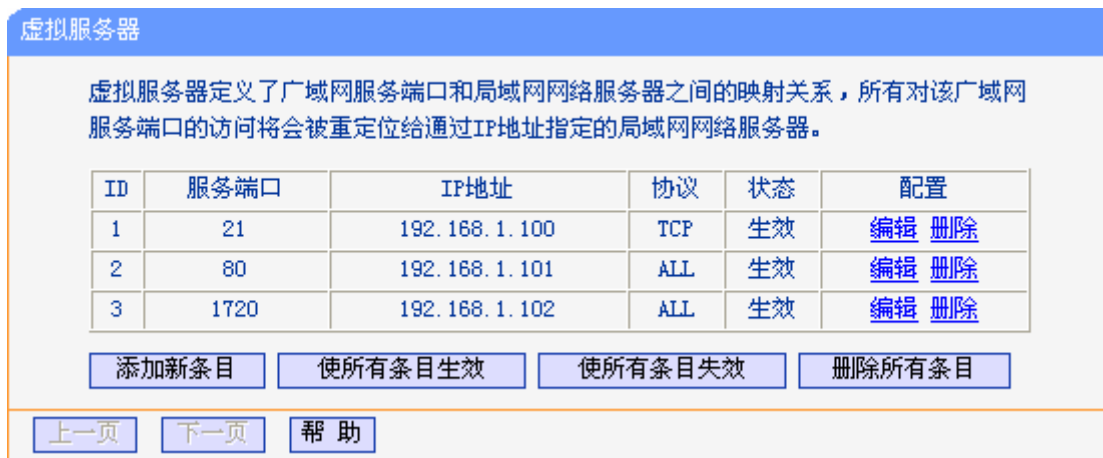 虚拟服务器
虚拟服务器定义了广域网服务端口和局域网网络服务器之间的映射关系，所有对该广域网
服务端口的访问将会被重定位给通过IP地址指定的局域网网络服务器。
ID 服务端口 IP地址 协议 状态 配置
1 21 192.168.1.100 TCP 生效 编辑 删除
2 80 192.168.1.101 ALL 生效 编辑 删除
3 1720 192.168.1.102 ALL 生效 编辑 删除
添加新条目 使所有条目生效 使所有条目失效 删除所有条目
上一页 下一页 帮 助